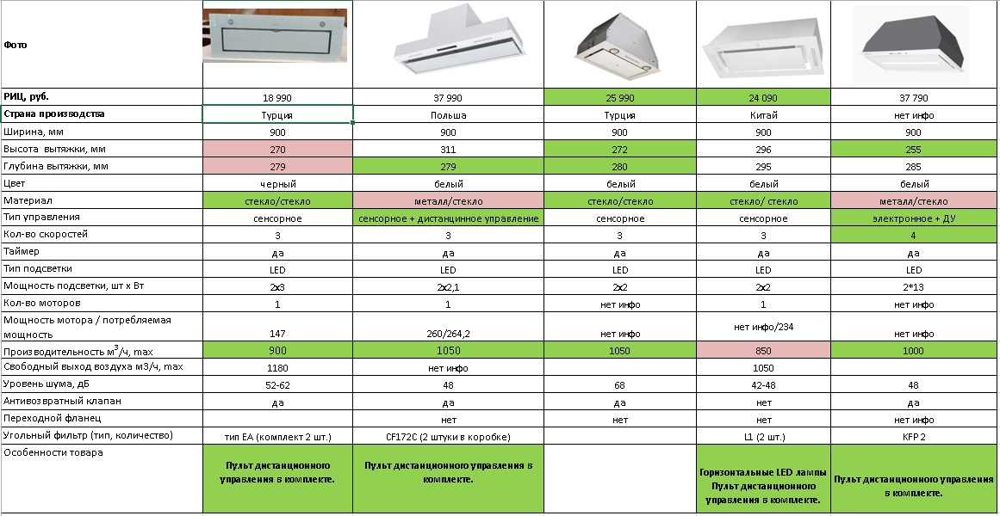 Фото
РИЦ, руб. 18 990 37 990 25 990 24 090 37 790
Страна производства Турция Польша Турция Китай нет инфо
Ширина, мм 900 900 900 900 900
Высота вытяжки, мм 270 311 272 296 255
Глубина вытяжки, мм 279 279 280 295 285
Цвет черный белый белый белый белый
Материал стекло/стекло металл/стекло стекло/стекло стекло/ стекло металл/стекло
Тип управления сенсорное сенсорное + дистанцинное управление сенсорное сенсорное электронное + ДУ
Кол-во скоростей 3 3 3 3 4
Таймер да да да да да
Тип подсветки LED LED LED LED LED
Мощность подсветки, шт х Вт 2х3 2х2,1 2х2 2х2 2*13
Кол-во моторов 1 1 нет инфо 1 нет инфо
Мощность мотора / потребляемая
мощность 147 260/264,2 нет инфо нет инфо/234 нет инфо
Производительность м³/ч, max 900 1050 1050 850 1000
Свободный выход воздуха м3/ч, max 1180 нет инфо 1050
Уровень шума, дБ 52-62 48 68 42-48 48
Антивозвратный клапан да да да нет да
Переходной фланец нет нет нет нет инфо
Угольный фильтр (тип, количество) тип EA (комплект 2 шт.) CF172C (2 штуки в коробке) L1 (2 шт.) KFP 2
Особенности товара
Пульт дистанционного
управления в комплекте.
Пульт дистанционного управления в
комплекте.
Горизонтальные LED лампы
Пульт дистанционного
управления в комплекте.
Пульт дистанционного управления
в комплекте.